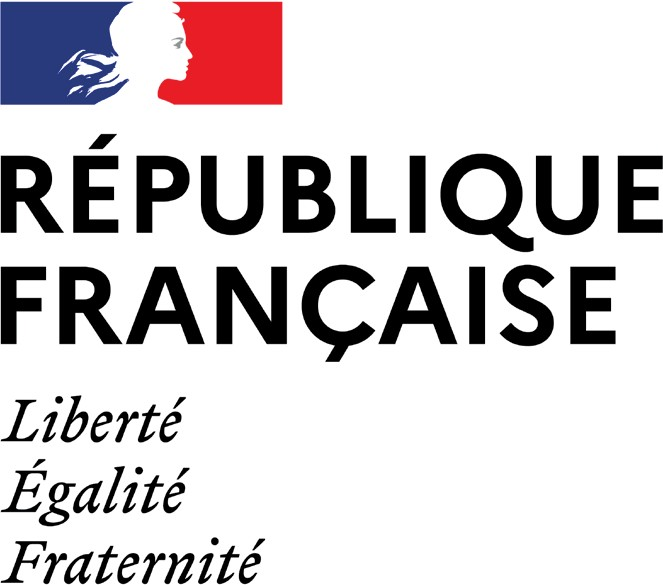 RÉPUBLIQUE
FRANÇAISE
Liberté
Égalité
Fraternité